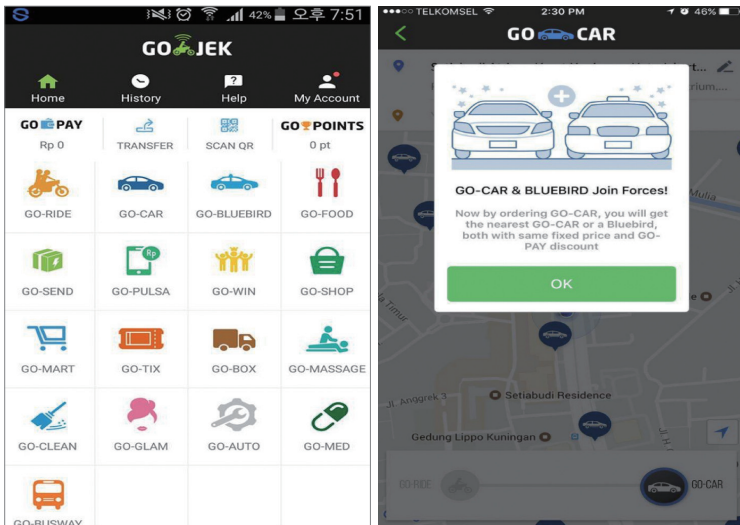 42% 오후 7:51
GO JEK
Home History Help My Account
GO PAY
Rp 0
TRANSFER
SCAN QR
GO POINTS
0 pt
GO-RIDE GO-CAR GO-BLUEBIRD GO-FOOD
Rp
GO-SEND GO-PULSA GO-WIN GO-SHOP
GO-MART GO-TIX GO-BOX GO-MASSAGE
GO-CLEAN GO-GLAM GO-AUTO GO-MED
GO-BUSWAY
TELKOMSEL 2:30 PM 46%
GO CAR
GO-CAR & BLUEBIRD Join Forces!
Now by ordering GO-CAR, you will get
the nearest GO-CAR or a Bluebird,
both with same fixed price and GO-
PAY discount
OK
Mulia
Timur
Jl. Anggrek 3
Setiabudi Residence
Gedung Lippo Kuningan
GO-RIDE GO-CAR